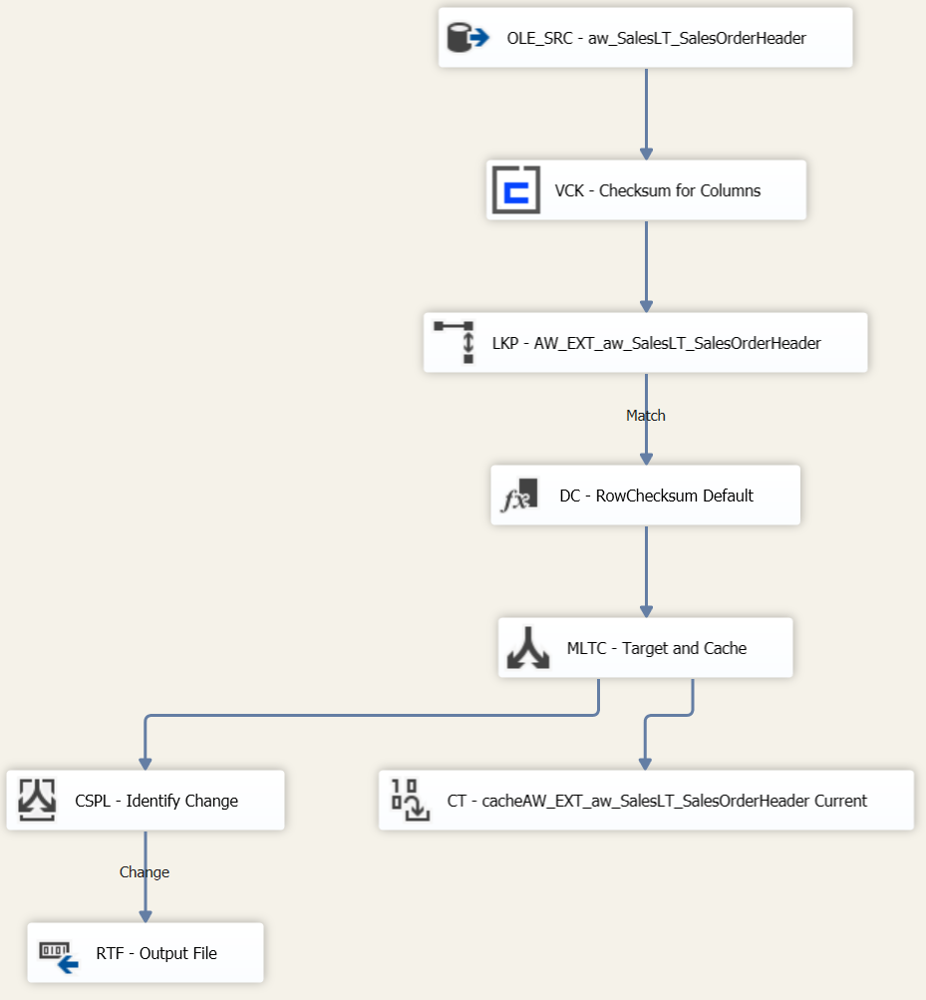 OLE_SRC - aw_SalesLT_SalesOrderHeader
VCK - Checksum for Columns
LKP - AW_EXT_aw_SalesLT_SalesOrderHeader
Match
DC - RowChecksum Default
MLTC - Target and Cache
CSPL - Identify Change
CT - cacheAW_EXT_aw_SalesLT_SalesOrderHeader Current
Change
RTF - Output File